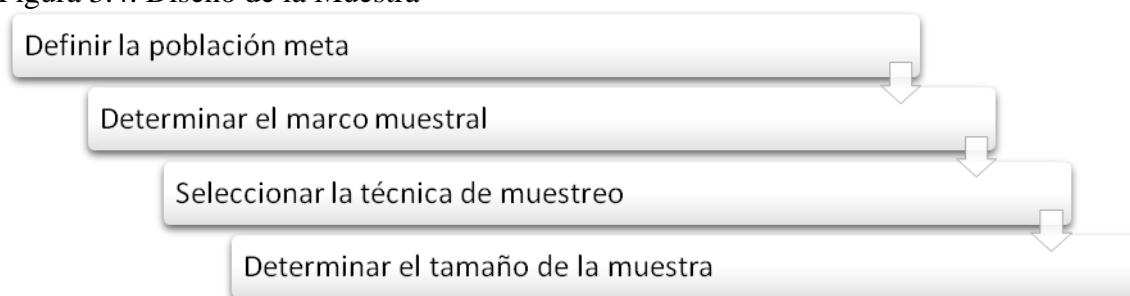 Figura 3.4. Diseño de la Muestra
Definir la población meta
Determinar el marco muestral
Seleccionar la técnica de muestreo
Determinar el tamaño de la muestra